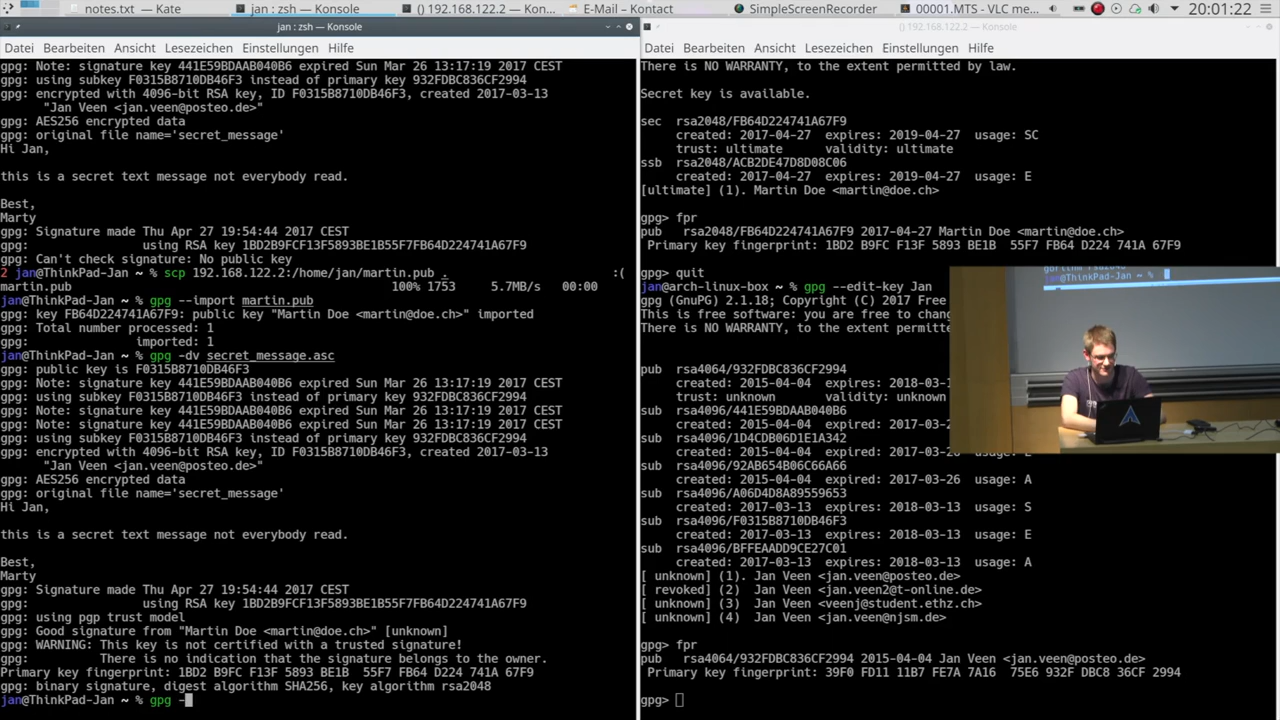 notes.txt — Kate
jan : zsh — Konsole
() 192.168.122.2 — Kon...
E-Mail – Kontact
SimpleScreenRecorder
00001.MTS - VLC me...
20:01:22
jan : zsh — Konsole
Datei Bearbeiten Ansicht Lesezeichen Einstellungen Hilfe
gpg: Note: signature key 441E59BDAAB040B6 expired Sun Mar 26 13:17:19 2017 CEST
gpg: using subkey F0315B8710DB46F3 instead of primary key 932FDBC836CF2994
gpg: encrypted with 4096-bit RSA key, ID F0315B8710DB46F3, created 2017-03-13
"Jan Veen <jan.veen@posteo.de>"
gpg: AES256 encrypted data
gpg: original file name='secret_message'
Hi Jan,
this is a secret text message not everybody read.
Best,
Marty
gpg: Signature made Thu Apr 27 19:54:44 2017 CEST
gpg: using RSA key 1BD2B9FCF13F5893BE1B55F7FB64D224741A67F9
gpg: Can't check signature: No public key
2 jan@ThinkPad-Jan ~ % scp 192.168.122.2:/home/jan/martin.pub . :(
martin.pub 100% 1753 5.7MB/s 00:00
jan@ThinkPad-Jan ~ % gpg --import martin.pub
gpg: key FB64D224741A67F9: public key "Martin Doe <martin@doe.ch>" imported
gpg: Total number processed: 1
gpg: imported: 1
jan@ThinkPad-Jan ~ % gpg -dv secret_message.asc
gpg: public key is F0315B8710DB46F3
gpg: Note: signature key 441E59BDAAB040B6 expired Sun Mar 26 13:17:19 2017 CEST
gpg: using subkey F0315B8710DB46F3 instead of primary key 932FDBC836CF2994
gpg: Note: signature key 441E59BDAAB040B6 expired Sun Mar 26 13:17:19 2017 CEST
gpg: using subkey F0315B8710DB46F3 instead of primary key 932FDBC836CF2994
gpg: encrypted with 4096-bit RSA key, ID F0315B8710DB46F3, created 2017-03-13
"Jan Veen <jan.veen@posteo.de>"
gpg: AES256 encrypted data
gpg: original file name='secret_message'
Hi Jan,
this is a secret text message not everybody read.
Best,
Marty
gpg: Signature made Thu Apr 27 19:54:44 2017 CEST
gpg: using RSA key 1BD2B9FCF13F5893BE1B55F7FB64D224741A67F9
gpg: using pgp trust model
gpg: Good signature from "Martin Doe <martin@doe.ch>" [unknown]
gpg: WARNING: This key is not certified with a trusted signature!
gpg: There is no indication that the signature belongs to the owner.
Primary key fingerprint: 1BD2 B9FC F13F 5893 BE1B 55F7 FB64 D224 741A 67F9
gpg: binary signature, digest algorithm SHA256, key algorithm rsa2048
jan@ThinkPad-Jan ~ % gpg -
() 192.168.122.2 — Konsole
Datei Bearbeiten Ansicht Lesezeichen Einstellungen Hilfe
There is NO WARRANTY, to the extent permitted by law.
Secret key is available.
sec rsa2048/FB64D224741A67F9
created: 2017-04-27 expires: 2019-04-27 usage: SC
trust: ultimate validity: ultimate
ssb rsa2048/ACB2DE47D8D08C06
created: 2017-04-27 expires: 2019-04-27 usage: E
[ultimate] (1). Martin Doe <martin@doe.ch>
gpg> fpr
pub rsa2048/FB64D224741A67F9 2017-04-27 Martin Doe <martin@doe.ch>
Primary key fingerprint: 1BD2 B9FC F13F 5893 BE1B 55F7 FB64 D224 741A 67F9
gpg> quit
jan@arch-linux-box ~ % gpg --edit-key Jan
gpg (GnuPG) 2.1.18; Copyright (C) 2017 Free
This is free software: you are free to chan
There is NO WARRANTY, to the extent permitte
pub rsa4064/932FDBC836CF2994
created: 2015-04-04 expires: 2018-03-1
trust: unknown validity: unknown
sub rsa4096/441E59BDAAB040B6
created: 2016-03-26 expired: 2017-03-26
sub rsa4096/1D4CDB06D1E1A342
created: 2016-03-26 expired: 2017-03-26 usage: E
sub rsa4096/92AB654B06C66A66
created: 2016-03-26 expired: 2017-03-26 usage: A
sub rsa4096/A06D4D8A89559653
created: 2017-03-13 expires: 2018-03-13 usage: S
sub rsa4096/F0315B8710DB46F3
created: 2017-03-13 expires: 2018-03-13 usage: E
sub rsa4096/BFFEAADD9CE27C01
created: 2017-03-13 expires: 2018-03-13 usage: A
[ unknown] (1). Jan Veen <jan.veen@posteo.de>
[ revoked] (2) Jan Veen <jan.veen2@t-online.de>
[ unknown] (3) Jan Veen <veenj@student.ethz.ch>
[ unknown] (4) Jan Veen <jan.veen@njsm.de>
gpg> fpr
pub rsa4064/932FDBC836CF2994 2015-04-04 Jan Veen <jan.veen@posteo.de>
Primary key fingerprint: 39F0 FD11 11B7 FE7A 7A16 75E6 932F DBC8 36CF 2994
gpg>
jan@ThinkPad-Jan ~ %